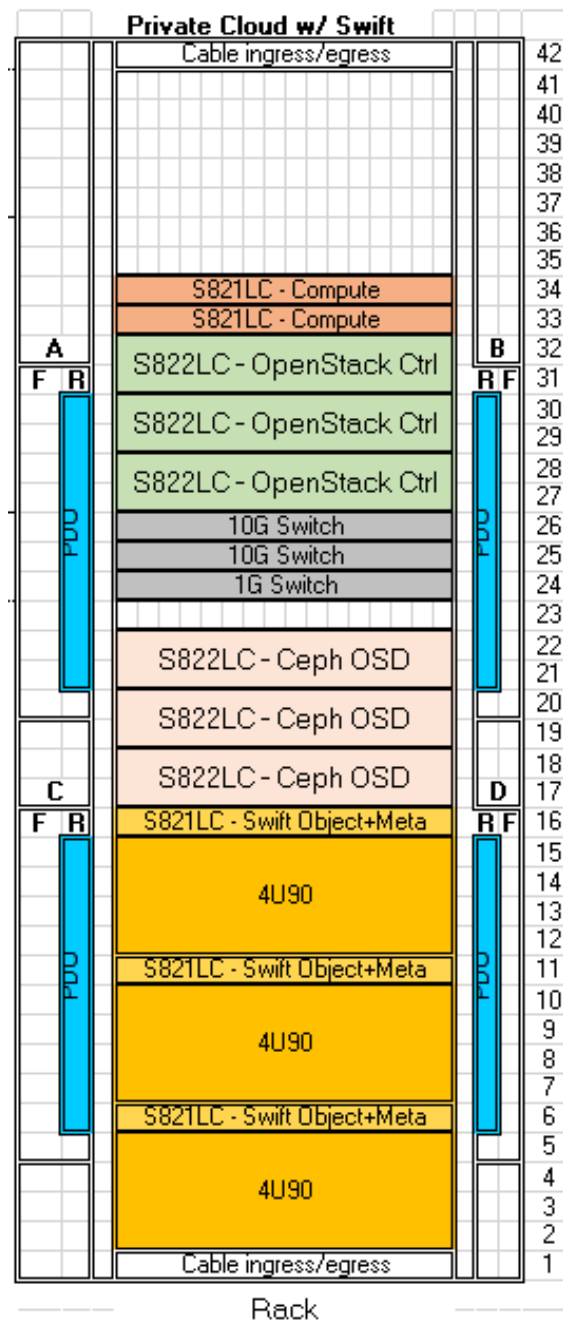 Private Cloud w/ Swift
Cable ingress/egress 42
41
40
39
38
37
36
35
S821LC - Compute 34
S821LC - Compute 33
A B 32
S822LC - OpenStack Ctrl
F R R F 31
30
S822LC - OpenStack Ctrl
29
28
S822LC - OpenStack Ctrl
27
10G Switch 26
PDU 10G Switch PDU 25
1G Switch 24
23
22
S822LC - Ceph OSD
21
20
S822LC - Ceph OSD
19
18
S822LC - Ceph OSD
C D 17
F R S821LC - Swift Object+Meta R F 16
15
14
4U90
13
12
PDU S821LC - Swift Object+Meta PDU 11
10
9
4U90
8
7
S821LC - Swift Object+Meta 6
5
4
4U90
3
2
Cable ingress/egress 1
Rack